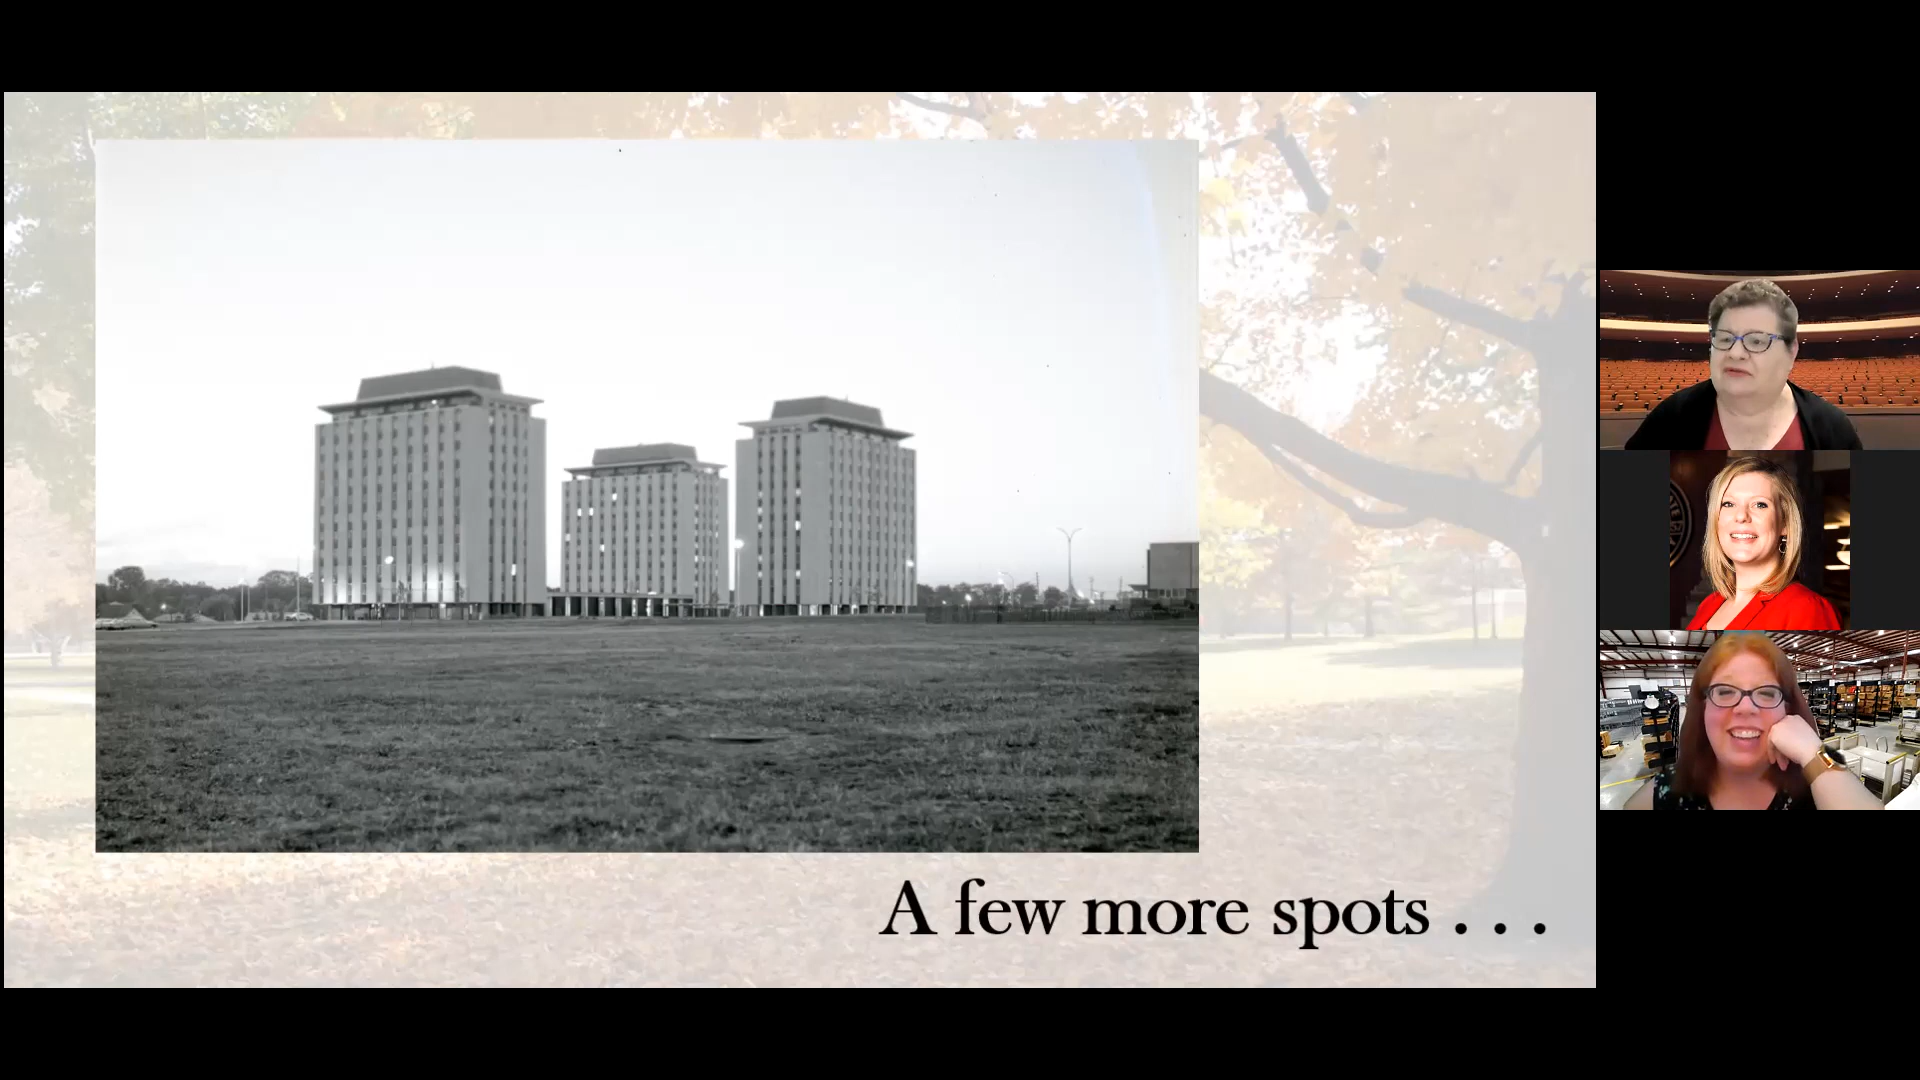 A few more spots . . .